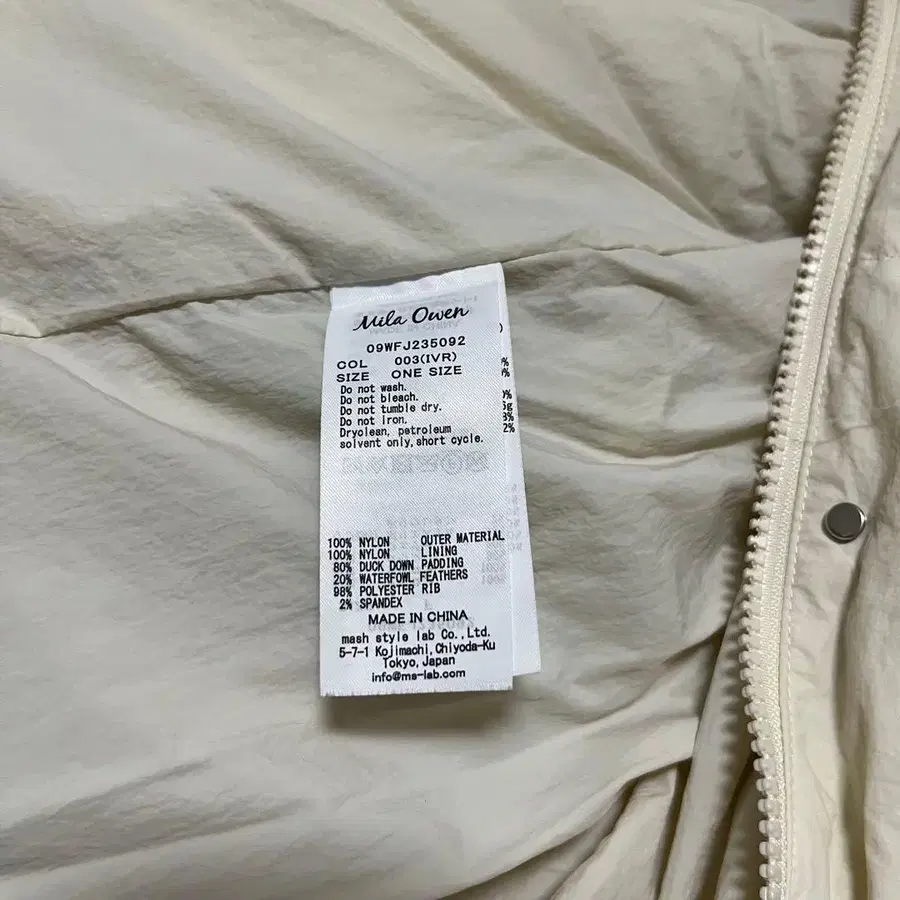 Mila Owen
09WFJ235092
COL 003(IVR)
SIZE ONE SIZE
Do not wash.
Do not bleach.
Do not tumble dry.
Do not iron.
Dryclean, petroleum
solvent only,short cycle.
100% NYLON OUTER MATERIAL
100% NYLON LINING
80% DUCK DOWN PADDING
20% WATERFOWL FEATHERS
98% POLYESTER RIB
2% SPANDEX
MADE IN CHINA
mash style lab Co.,Ltd.
5-7-1 Kojimachi,Chiyoda-Ku
Tokyo,Japan
info@ms-lab.com